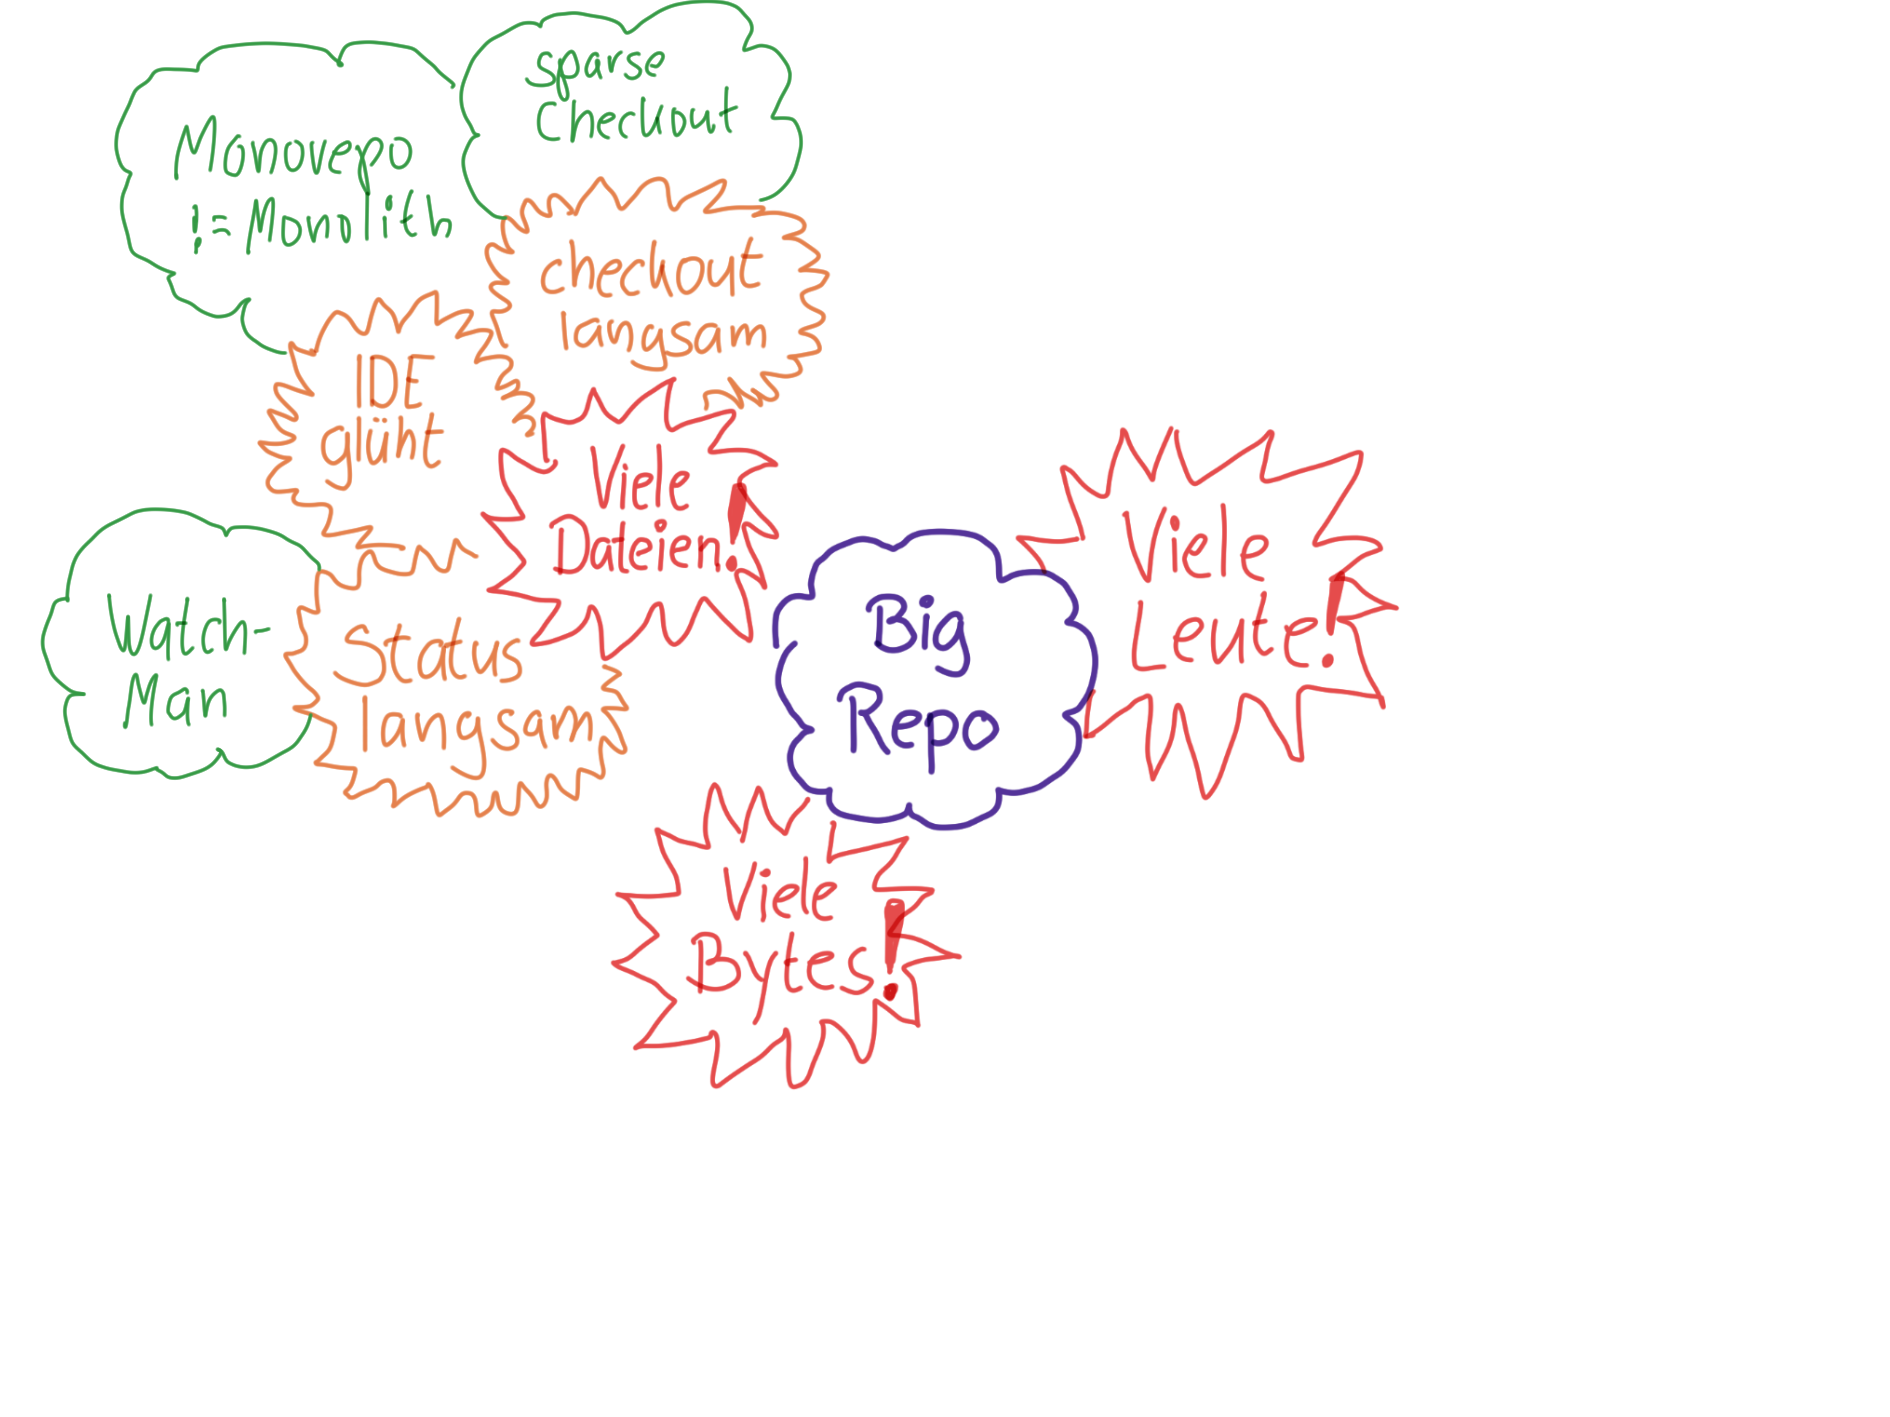 sparse
Checkout
Monorepo
!= Monolith
checkout
langsam
IDE
glüht
Viele
Dateien!
Viele
Leute!
Big
Repo
Watch-
Man
Status
langsam
Viele
Bytes!